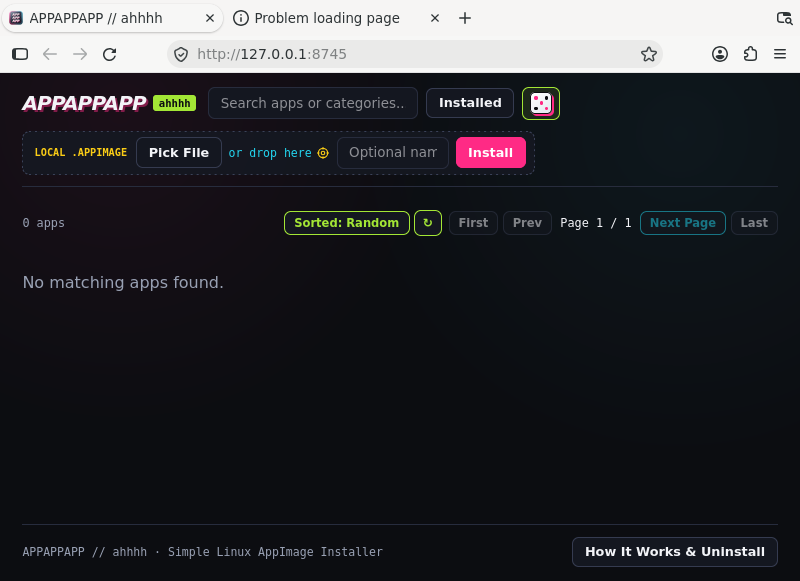 APPAPPAPP // ahhhh
Problem loading page
http://127.0.0.1:8745
APPAPPAPP ahhhh Search apps or categories.. Installed
LOCAL .APPIMAGE Pick File or drop here Optional nam Install
0 apps Sorted: Random ↻ First Prev Page 1 / 1 Next Page Last
No matching apps found.
APPAPPAPP // ahhhh · Simple Linux AppImage Installer How It Works & Uninstall